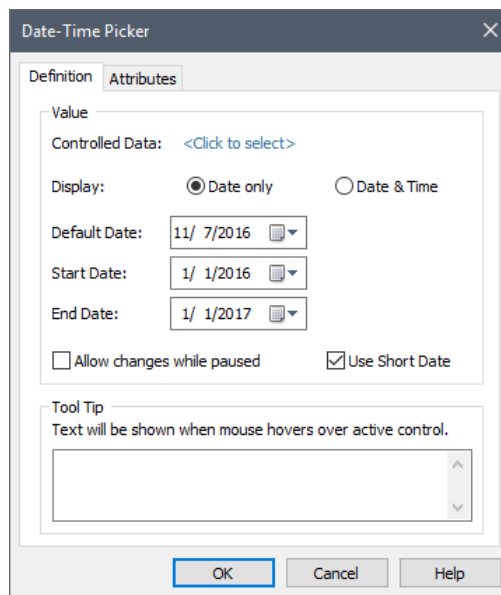 Date-Time Picker
Definition Attributes
Value
Controlled Data: <Click to select>
Display: Date only Date & Time
Default Date: 11/ 7/2016
Start Date: 1/ 1/2016
End Date: 1/ 1/2017
Allow changes while paused Use Short Date
Tool Tip
Text will be shown when mouse hovers over active control.
OK Cancel Help